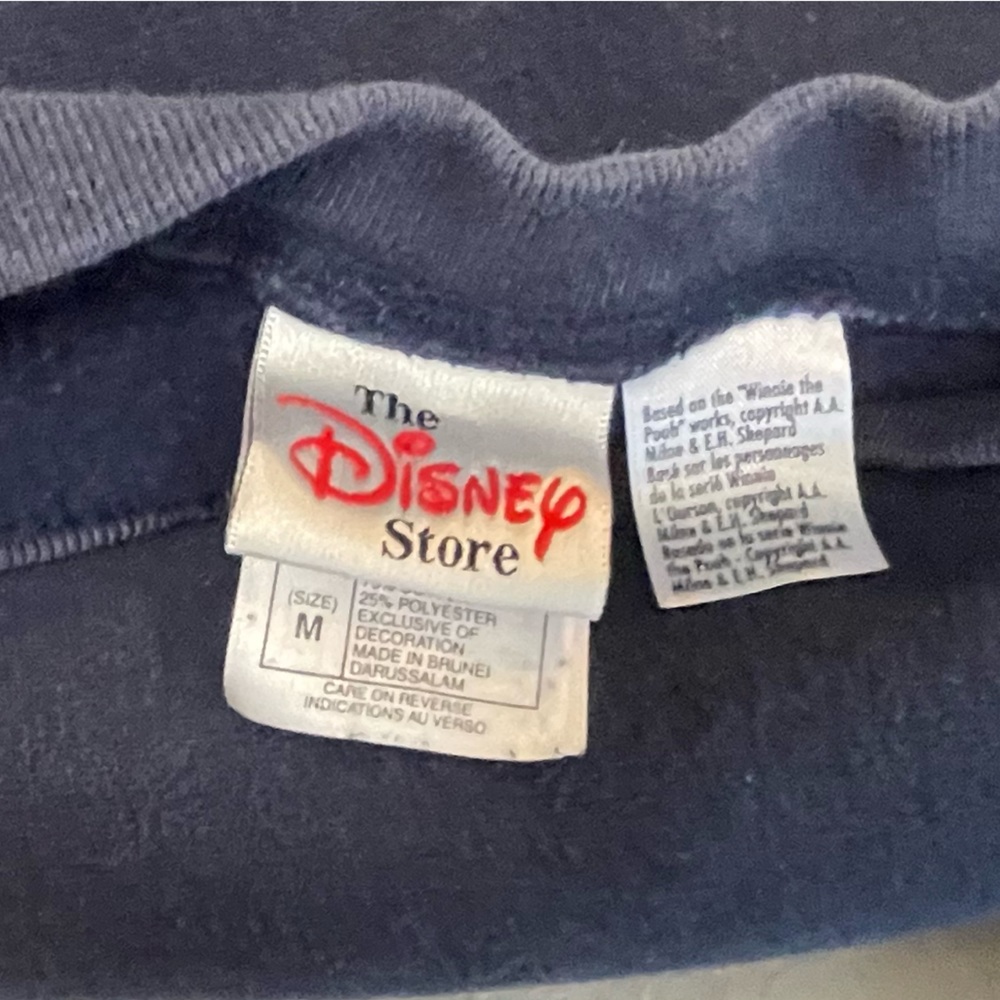 The
Disney
Store
25% POLYESTER
EXCLUSIVE OF
DECORATION
MADE IN BRUNEI
DARUSSALAM
(SIZE)
M
CARE ON REVERSE
INDICATIONS AU VERSO
Based on the "Winnie the
Pooh" works, copyright A.A.
Milne & E.H. Shepard
Basé sur les personnages
de la serié Winnie
L'Ourson, copyright A.A.
Milne & E.H. Shepard
Basado en la serie Winnie
the Pooh - Copyright A.A.
Milne & E.H. Shepard